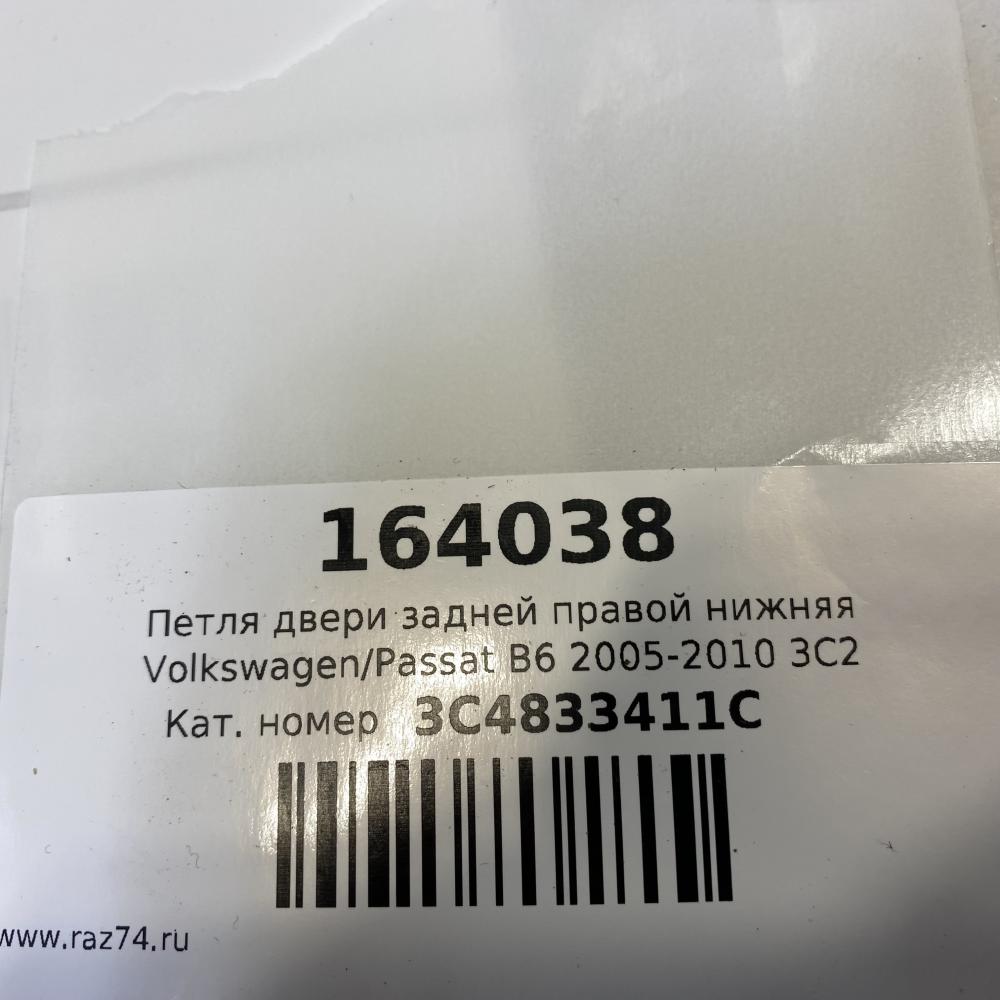 164038
Петля двери задней правой нижняя
Volkswagen/Passat B6 2005-2010 3C2
Кат. номер 3C4833411C
www.raz74.ru